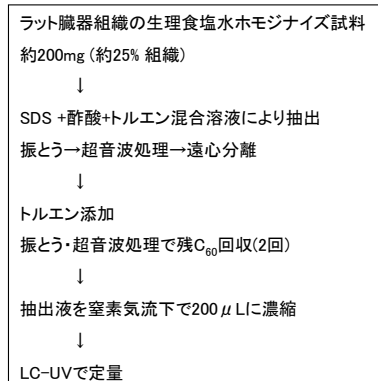 ラット臓器組織の生理食塩水ホモジナイズ試料
約200mg (約25% 組織)
↓
SDS +酢酸+トルエン混合溶液により抽出
振とう→超音波処理→遠心分離
↓
トルエン添加
振とう・超音波処理で残C₆₀回収(2回)
↓
抽出液を窒素気流下で200μLに濃縮
↓
LC-UVで定量